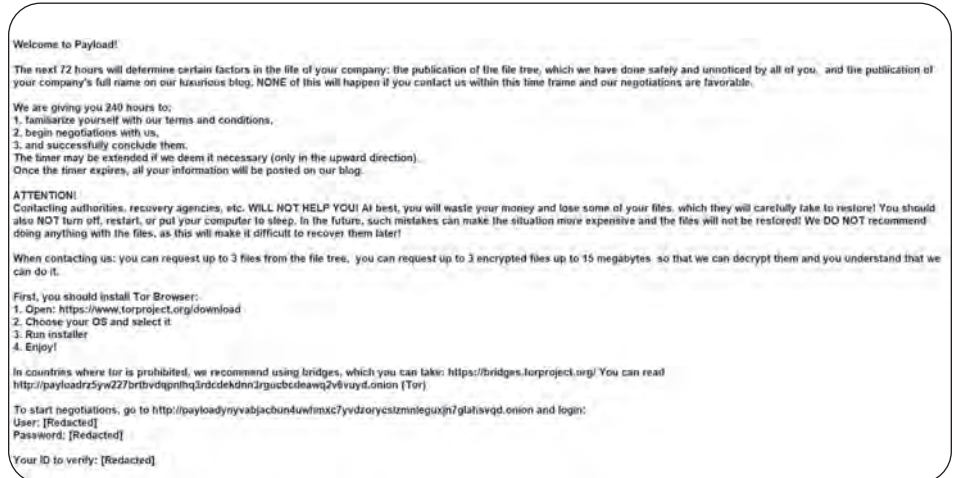 Welcome to Payload!
The next 72 hours will determine certain factors in the life of your company: the publication of the file tree, which we have done safely and unnoticed by all of you, and the publication of
your company's full name on our luxurious blog. NONE of this will happen if you contact us within this time frame and our negotiations are favorable.
We are giving you 240 hours to:
1. familiarize yourself with our terms and conditions,
2. begin negotiations with us,
3. and successfully conclude them.
The timer may be extended if we deem it necessary (only in the upward direction).
Once the timer expires, all your information will be posted on our blog.
ATTENTION!
Contacting authorities, recovery agencies, etc. WILL NOT HELP YOU! At best, you will waste your money and lose some of your files, which they will carefully take to restore! You should
also NOT turn off, restart, or put your computer to sleep. In the future, such mistakes can make the situation more expensive and the files will not be restored! We DO NOT recommend
doing anything with the files, as this will make it difficult to recover them later!
When contacting us: you can request up to 3 files from the file tree, you can request up to 3 encrypted files up to 15 megabytes so that we can decrypt them and you understand that we
can do it.
First, you should install Tor Browser:
1. Open: https://www.torproject.org/download
2. Choose your OS and select it
3. Run installer
4. Enjoy!
In countries where tor is prohibited, we recommend using bridges, which you can take: https://bridges.torproject.org/ You can read
(Tor)
To start negotiations, go to and login:
User: [Redacted]
Password: [Redacted]
Your ID to verify: [Redacted]